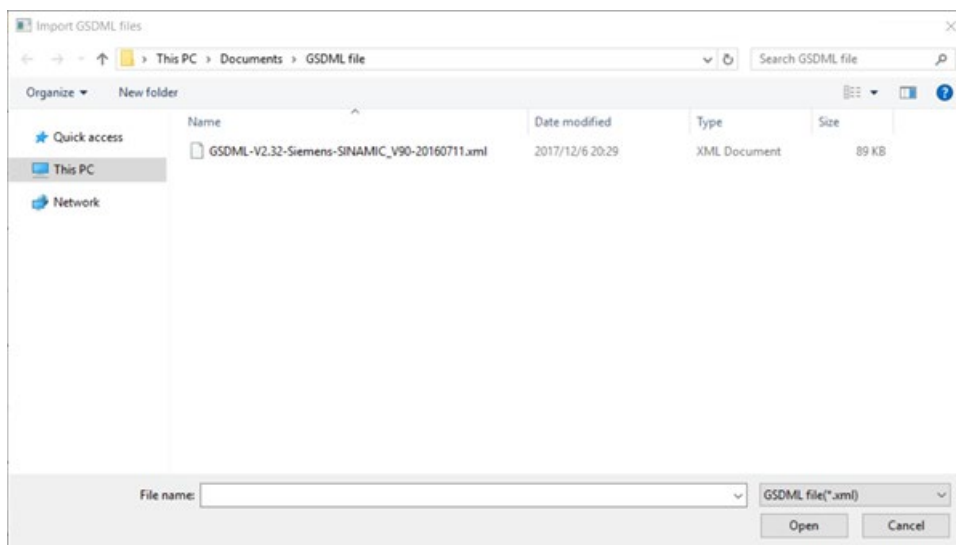 Import GSDML files
This PC > Documents > GSDML file
Search GSDML file
Organize
New folder
Name
Date modified
Type
Size
Quick access
GSDML-V2.32-Siemens-SINAMIC_V90-20160711.xml
2017/12/6 20:29
XML Document
89 KB
This PC
Network
File name:
GSDML file(*.xml)
Open
Cancel